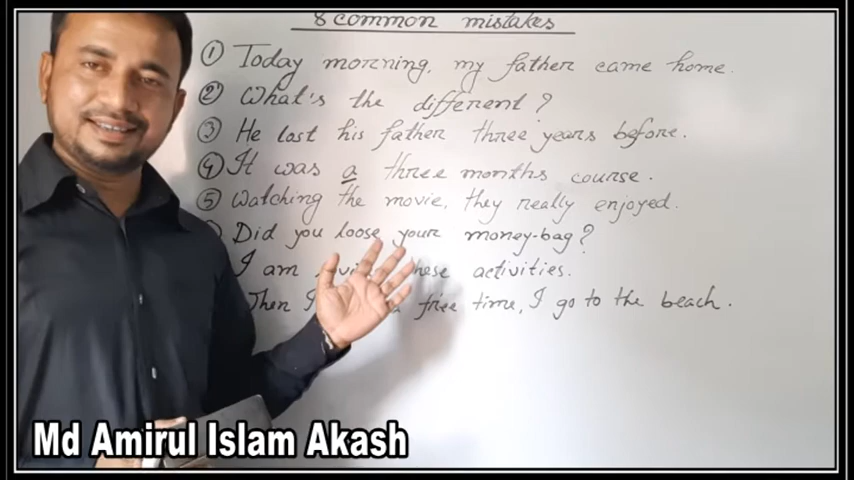 8 common mistakes
① Today morning, my father came home.
② What's the different?
③ He lost his father three years before.
④ It was a three months course.
⑤ Watching the movie, they really enjoyed.
Did you loose your money-bag?
I am these activities.
I a free time, I go to the beach.
Md Amirul Islam Akash